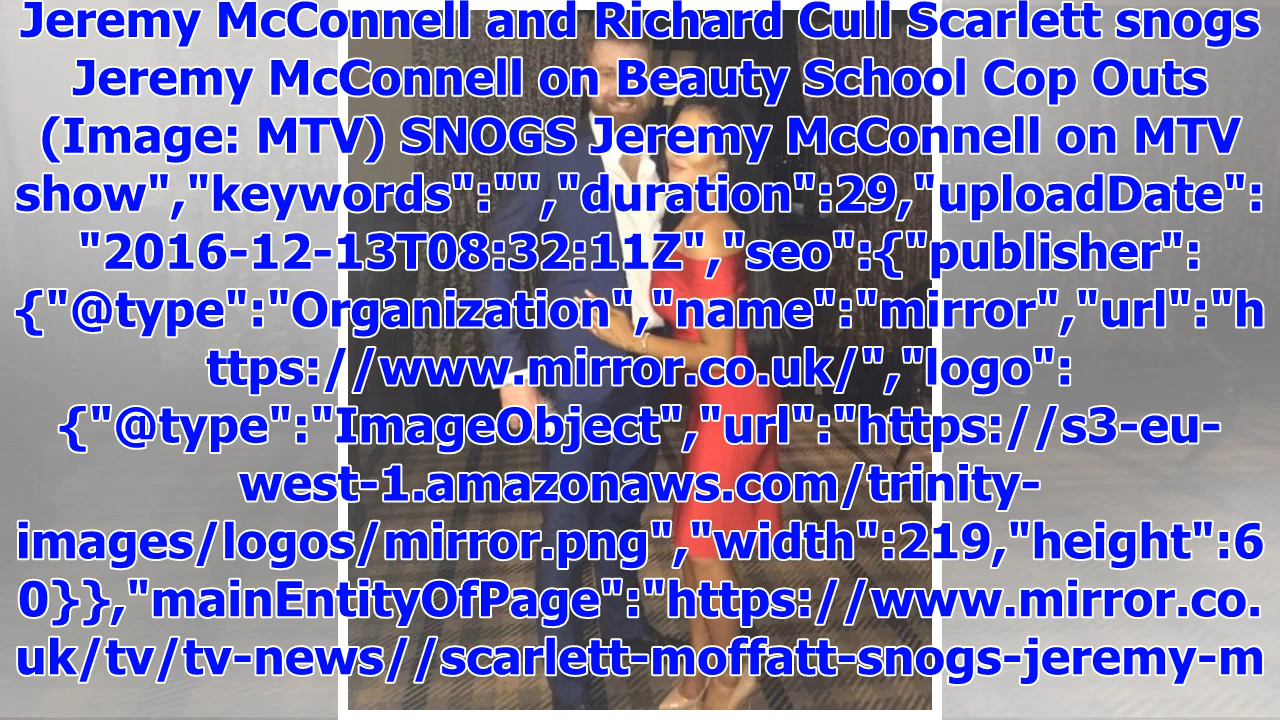 Jeremy McConnell and Richard Cull Scarlett snogs
Jeremy McConnell on Beauty School Cop Outs
(Image: MTV) SNOGS Jeremy McConnell on MTV
show","keywords":"","duration":29,"uploadDate":
"2016-12-13T08:32:11Z","seo":{"publisher":
{"@type":"Organization","name":"mirror","url":"h
ttps://www.mirror.co.uk/","logo":
{"@type":"ImageObject","url":"https://s3-eu-
west-1.amazonaws.com/trinity-
images/logos/mirror.png","width":219,"height":6
0}},"mainEntityOfPage":"https://www.mirror.co.
uk/tv/tv-news//scarlett-moffatt-snogs-jeremy-m